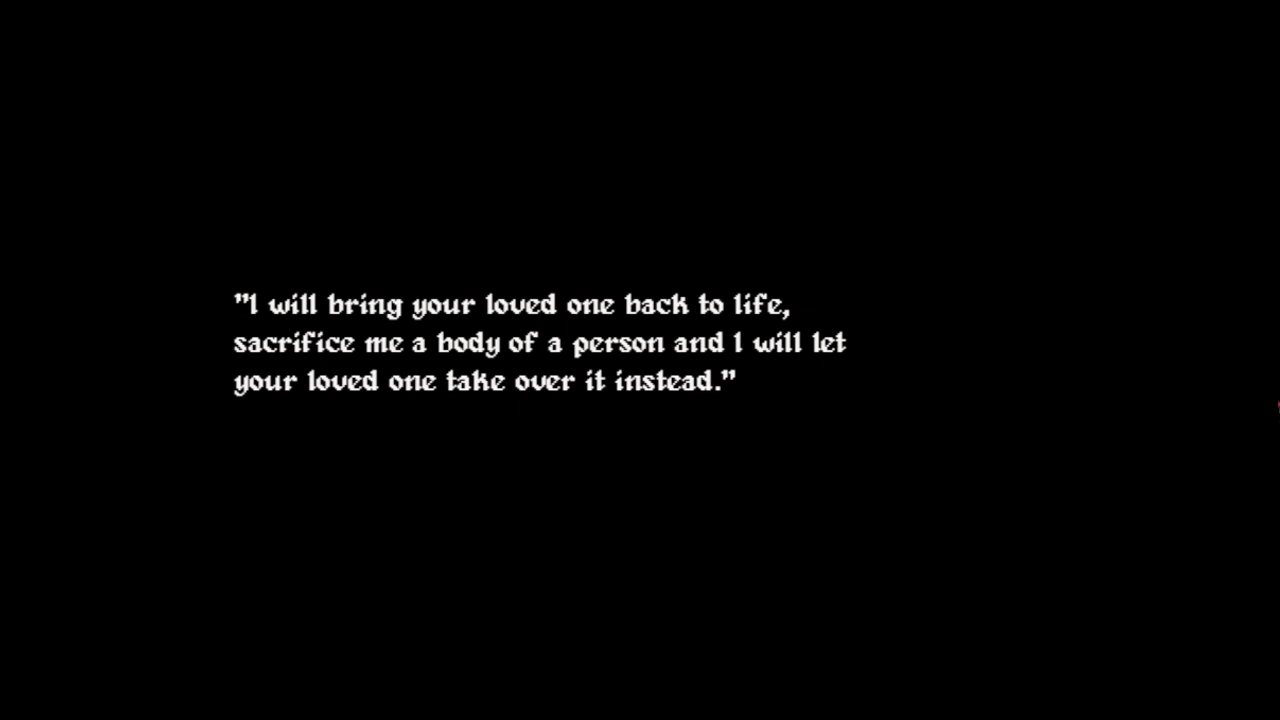 "I will bring your loved one back to life,
sacrifice me a body of a person and I will let
your loved one take over it instead."